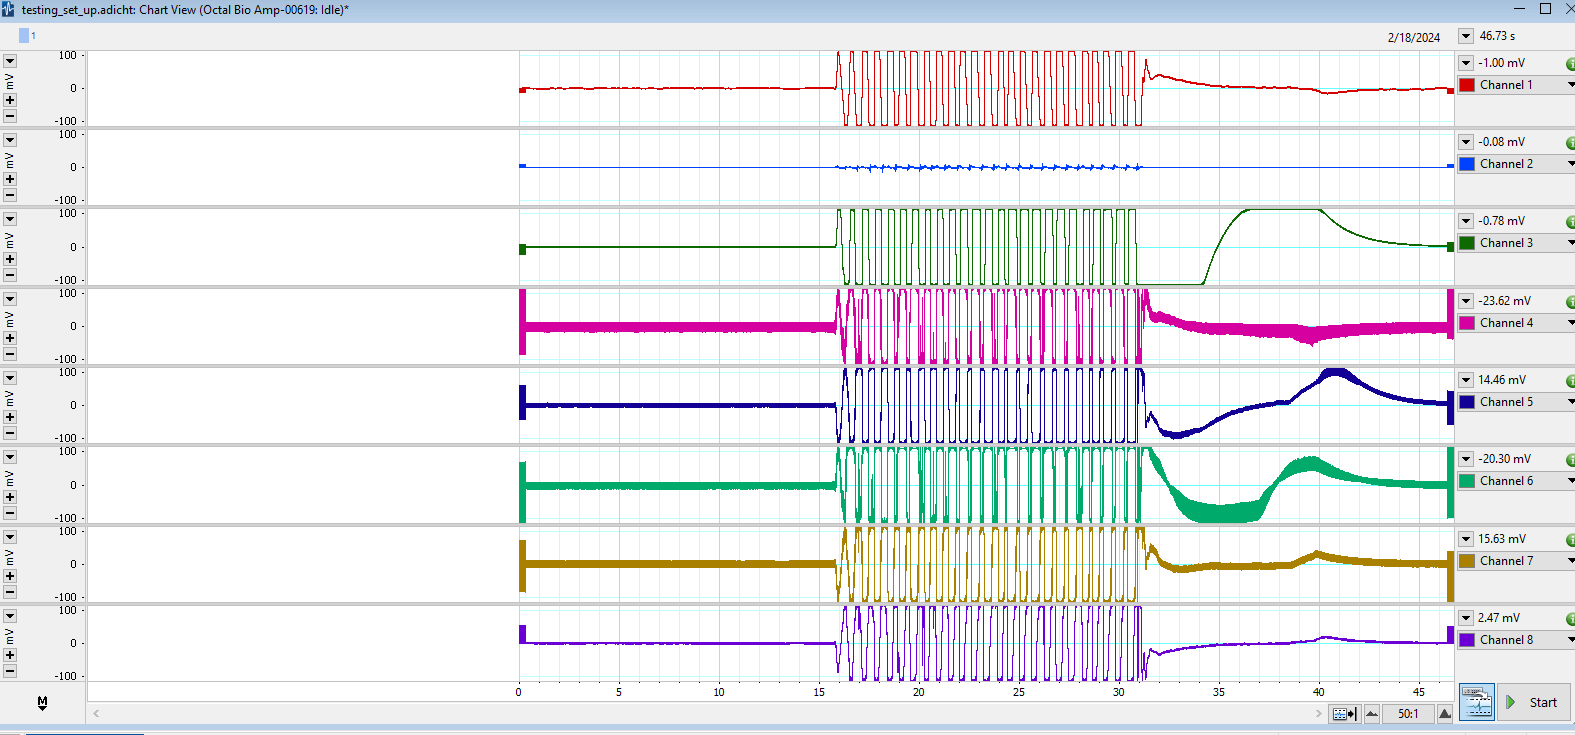 testing_set_up.adicht: Chart View (Octal Bio Amp-00619: Idle)*
1
2/18/2024
46.73 s
100
0
-100
mV
-1.00 mV
Channel 1
100
0
-100
mV
-0.08 mV
Channel 2
100
0
-100
mV
-0.78 mV
Channel 3
100
0
-100
mV
-23.62 mV
Channel 4
100
0
-100
mV
14.46 mV
Channel 5
100
0
-100
mV
-20.30 mV
Channel 6
100
0
-100
mV
15.63 mV
Channel 7
100
0
-100
mV
2.47 mV
Channel 8
0 5 10 15 20 25 30 35 40 45
M
50:1
Start